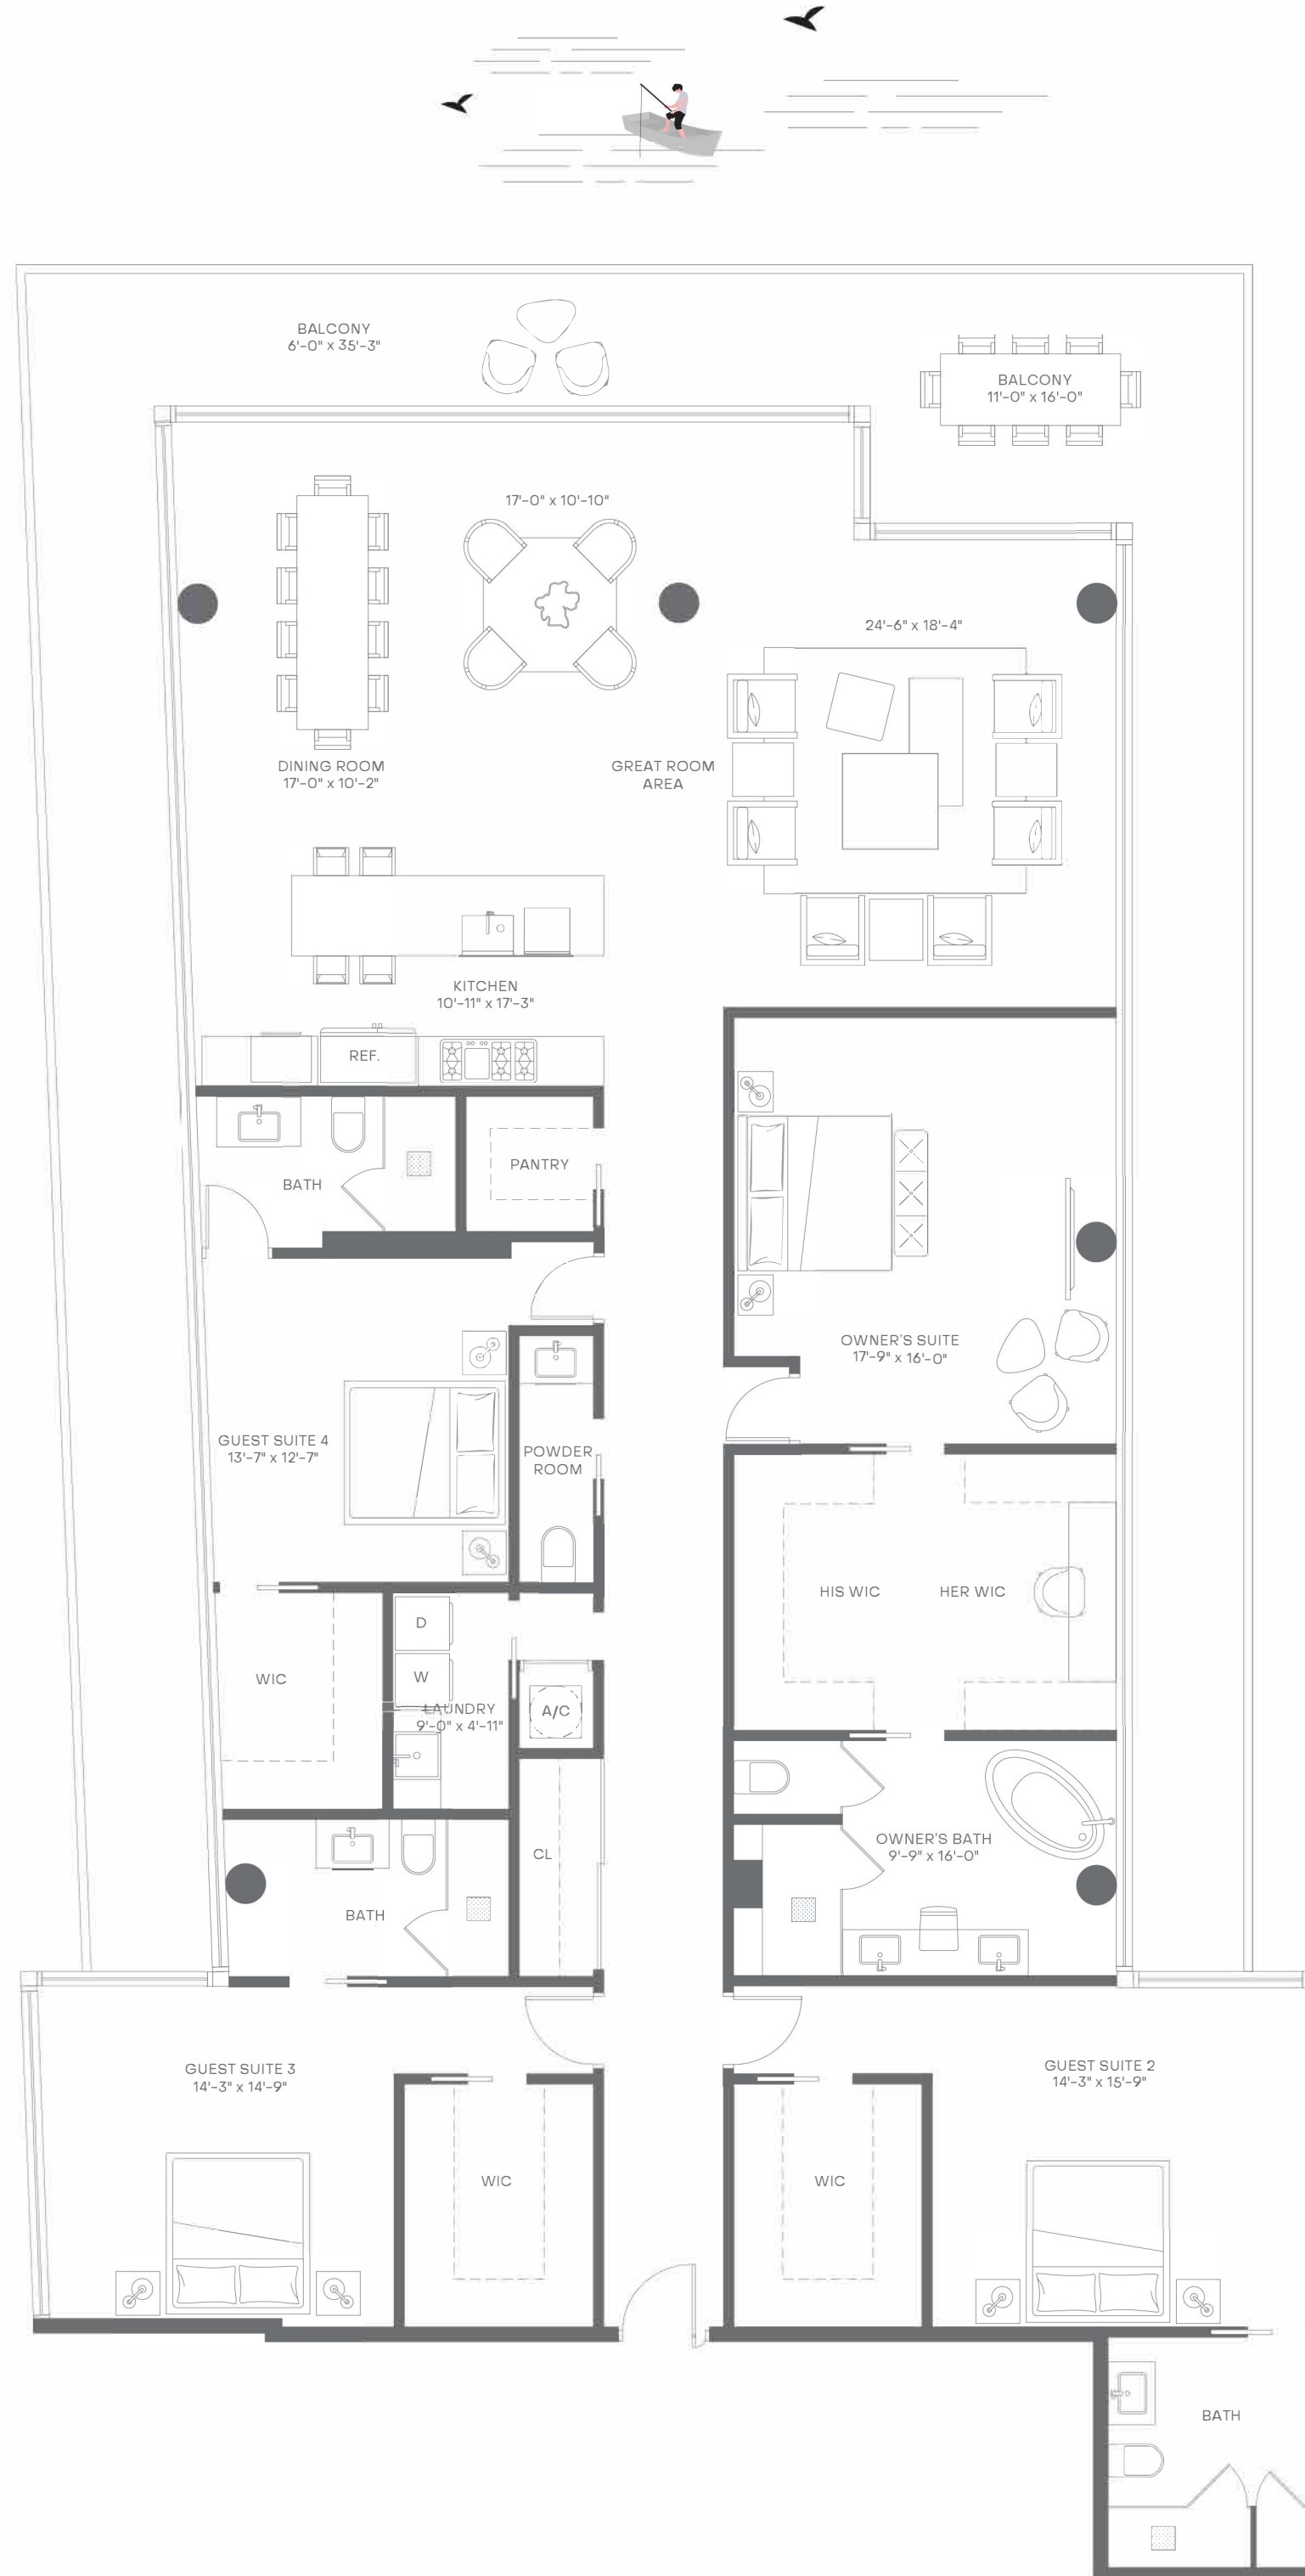 BALCONY
6'-0" x 35'-3"
BALCONY
11'-0" x 16'-0"
17'-0" x 10'-10"
24'-6" x 18'-4"
DINING ROOM
17'-0" x 10'-2"
GREAT ROOM
AREA
KITCHEN
10'-11" x 17'-3"
REF.
BATH
PANTRY
OWNER'S SUITE
17'-9" x 16'-0"
GUEST SUITE 4
13'-7" x 12'-7"
POWDER
ROOM
HIS WIC
HER WIC
D
WIC
W
LAUNDRY
9'-0" x 4'-11"
A/C
OWNER'S BATH
9'-9" x 16'-0"
CL
BATH
GUEST SUITE 3
14'-3" x 14'-9"
GUEST SUITE 2
14'-3" x 15'-9"
WIC
WIC
BATH